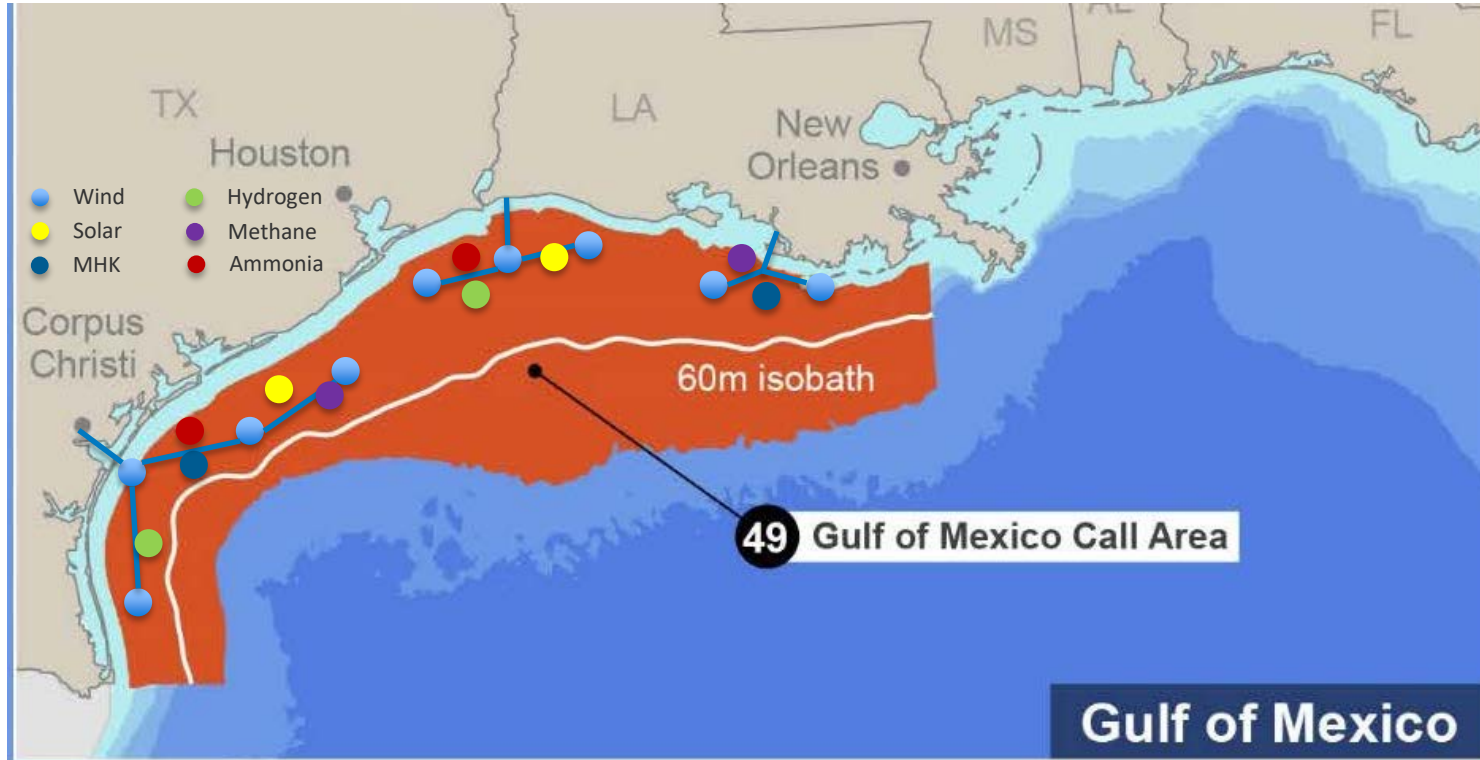 AL
MS
FL
TX
LA
New
Orleans
Houston
Wind
Hydrogen
Solar
Methane
MHK
Ammonia
Corpus
Christi
60m isobath
49 Gulf of Mexico Call Area
Gulf of Mexico